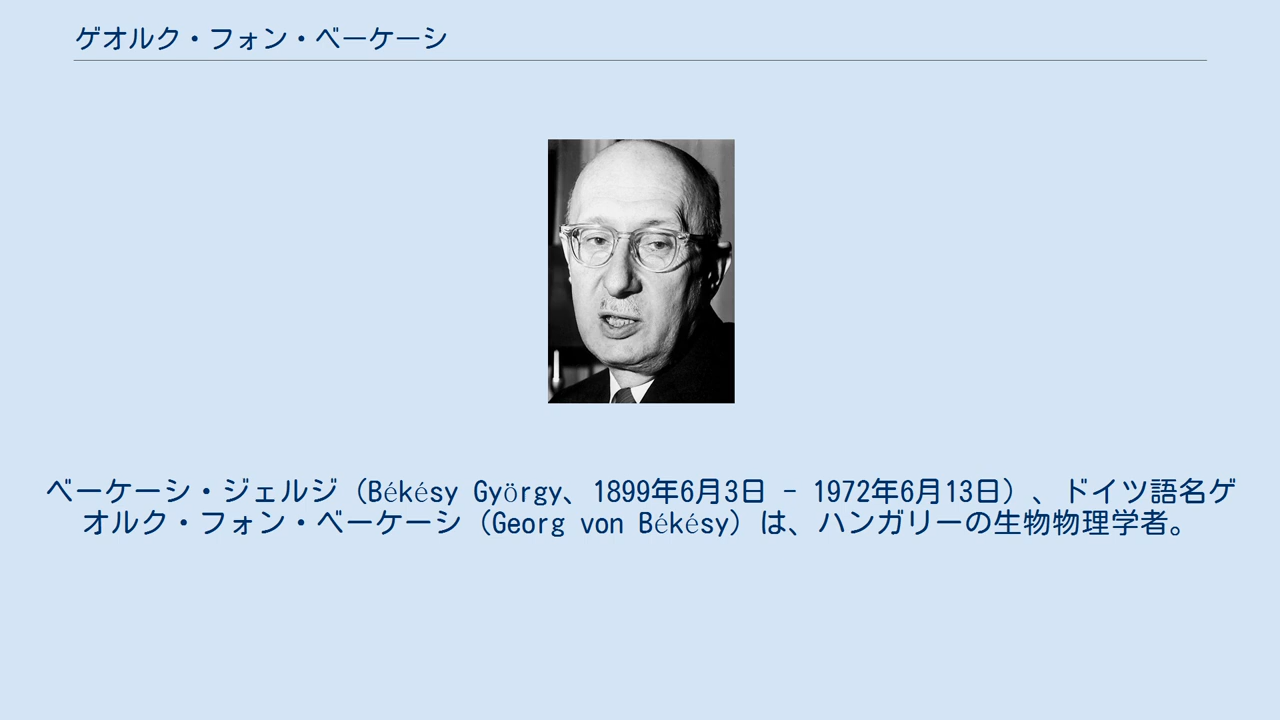 ゲオルク・フォン・ベーケーシ
ベーケーシ・ジェルジ（Békésy György、1899年6月3日 - 1972年6月13日）、ドイツ語名ゲ
オルク・フォン・ベーケーシ（Georg von Békésy）は、ハンガリーの生物物理学者。